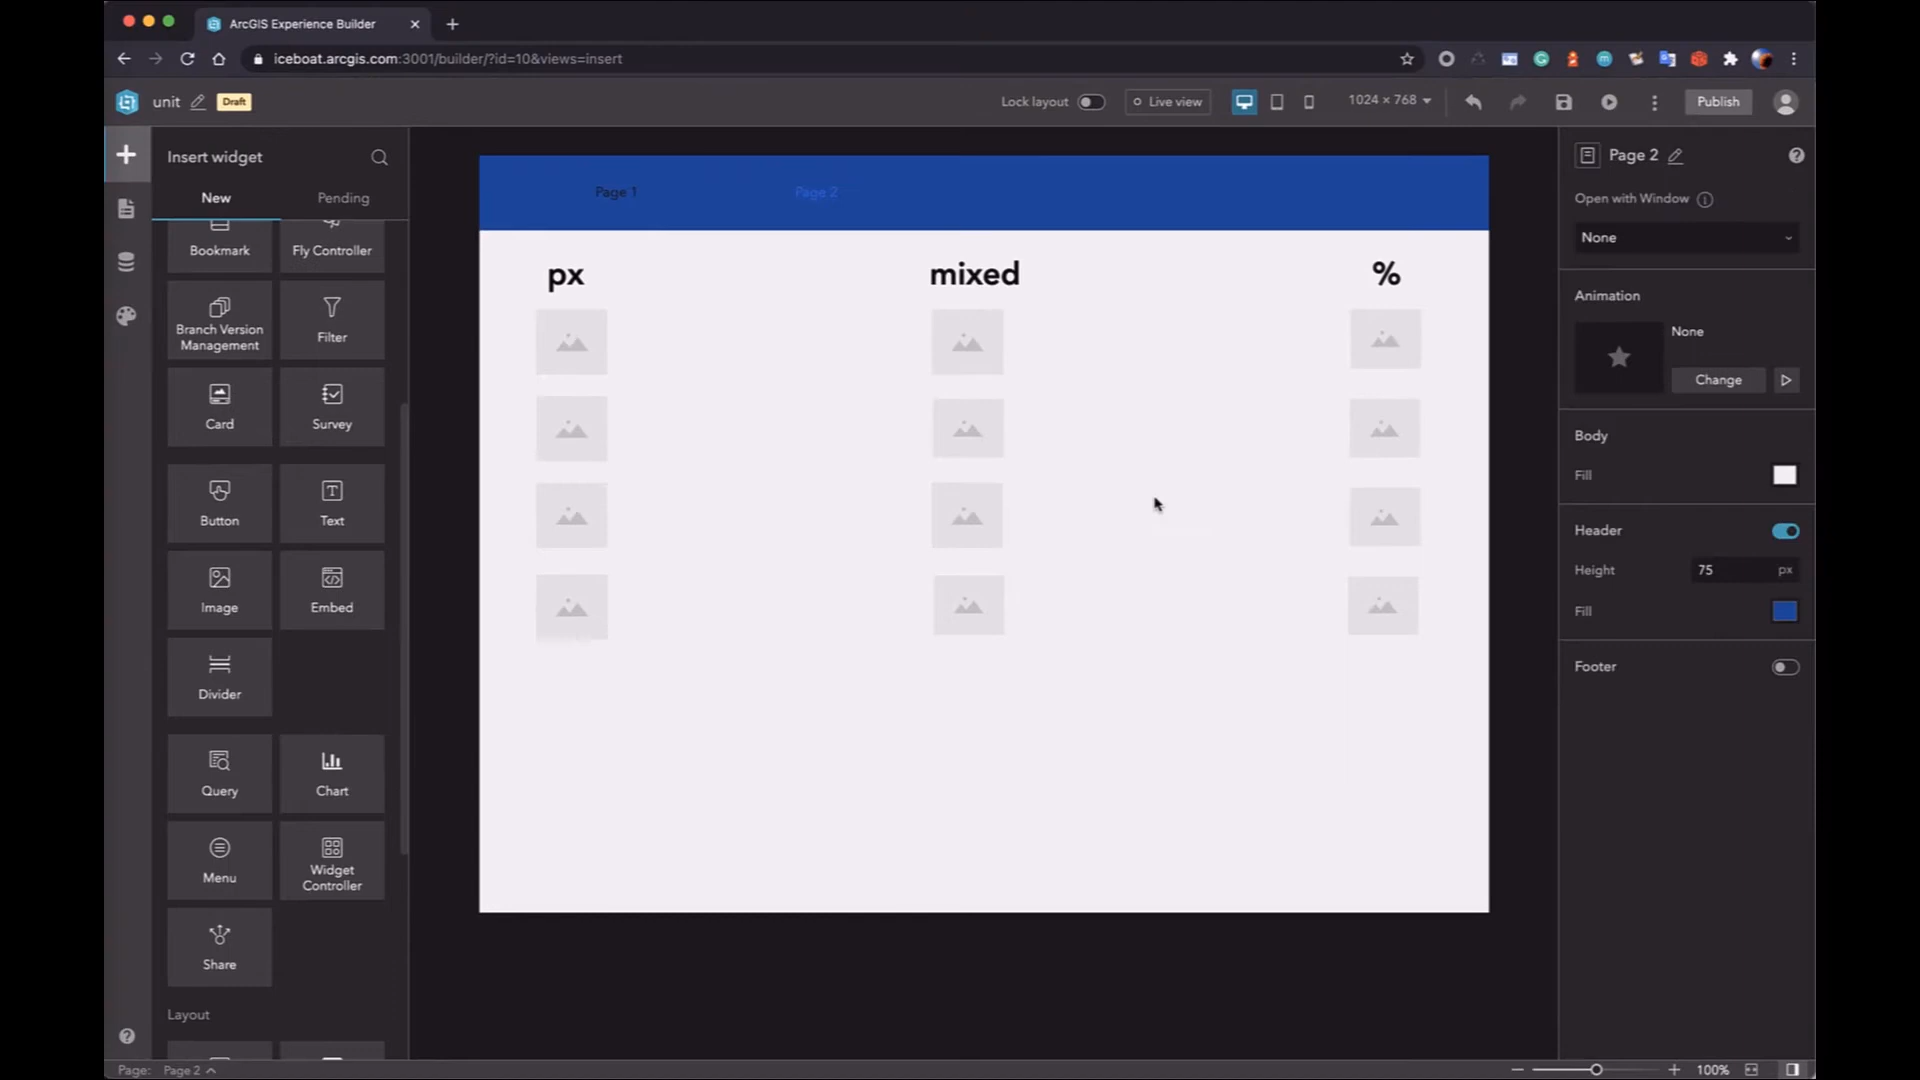 ArcGIS Experience Builder
iceboat.arcgis.com:3001/builder/?id=10&views=insert
unit
Draft
Lock layout
Live view
1024 × 768
Publish
Insert widget
New
Pending
Bookmark
Fly Controller
Branch Version
Management
Filter
Card
Survey
Button
Text
Image
Embed
Divider
Query
Chart
Menu
Widget
Controller
Share
Layout
Page 1
Page 2
px
mixed
%
Page 2
Open with Window
None
Animation
None
Change
Body
Fill
Header
Height
75
px
Fill
Footer
Page:
Page 2
100%